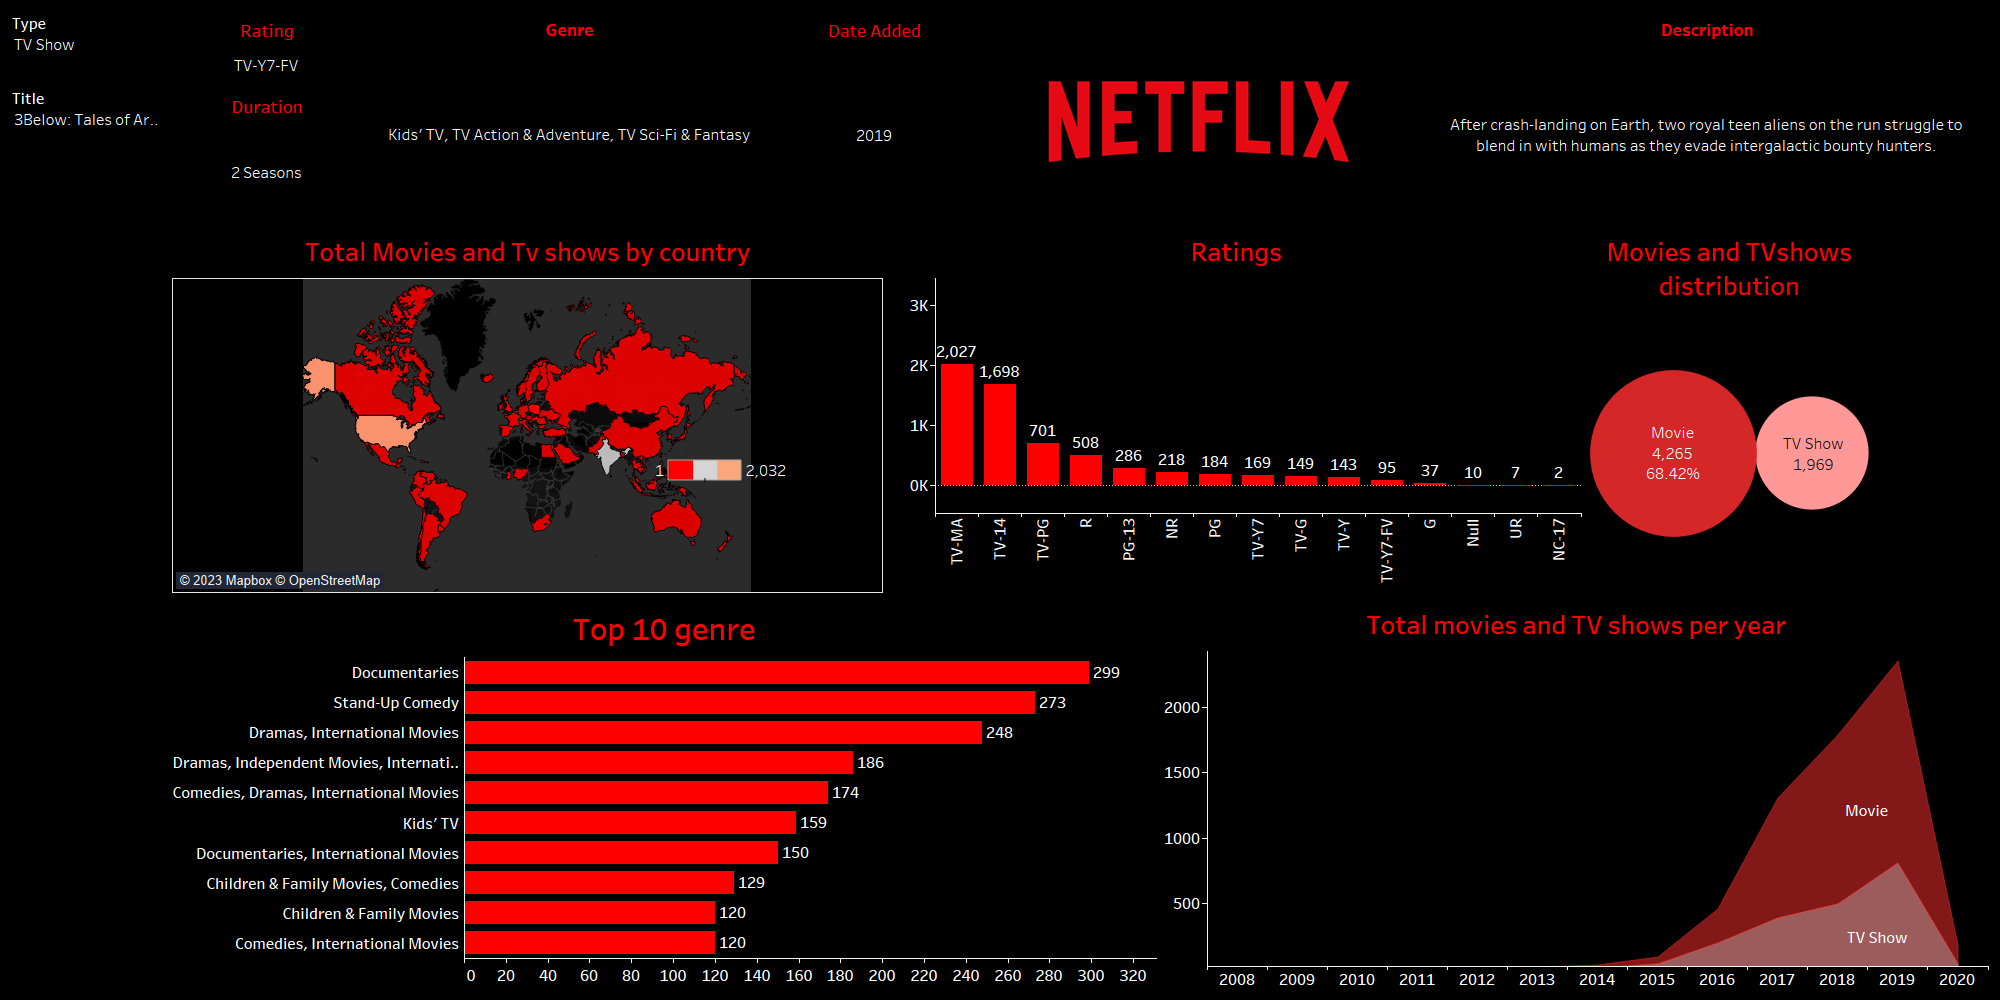 Type
TV Show
Title
3Below: Tales of Ar..
Rating
TV-Y7-FV
Duration
2 Seasons
Genre
Kids’ TV, TV Action & Adventure, TV Sci-Fi & Fantasy
Date Added
2019
NETFLIX
Description
After crash-landing on Earth, two royal teen aliens on the run struggle to
blend in with humans as they evade intergalactic bounty hunters.
Total Movies and Tv shows by country
1
2,032
© 2023 Mapbox © OpenStreetMap
Ratings
3K
2K
1K
0K
2,027
1,698
701
508
286
218
184
169
149
143
95
37
10
7
2
TV-MA
TV-14
TV-PG
R
PG-13
NR
PG
TV-Y7
TV-G
TV-Y
TV-Y7-FV
G
Null
UR
NC-17
Movies and TVshows
distribution
Movie
4,265
68.42%
TV Show
1,969
Top 10 genre
Documentaries 299
Stand-Up Comedy 273
Dramas, International Movies 248
Dramas, Independent Movies, Internati.. 186
Comedies, Dramas, International Movies 174
Kids’ TV 159
Documentaries, International Movies 150
Children & Family Movies, Comedies 129
Children & Family Movies 120
Comedies, International Movies 120
0 20 40 60 80 100 120 140 160 180 200 220 240 260 280 300 320
Total movies and TV shows per year
2000
1500
1000
500
Movie
TV Show
2008 2009 2010 2011 2012 2013 2014 2015 2016 2017 2018 2019 2020